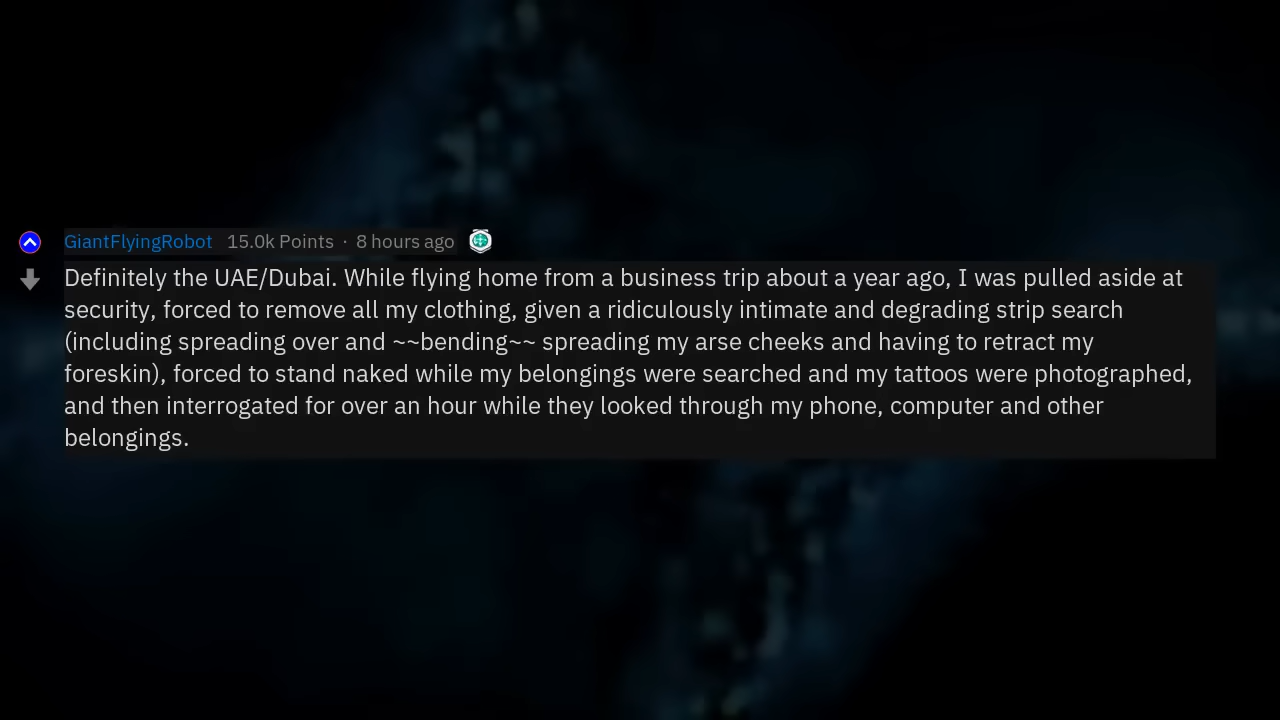 GiantFlyingRobot 15.0k Points · 8 hours ago
Definitely the UAE/Dubai. While flying home from a business trip about a year ago, I was pulled aside at
security, forced to remove all my clothing, given a ridiculously intimate and degrading strip search
(including spreading over and ~~bending~~ spreading my arse cheeks and having to retract my
foreskin), forced to stand naked while my belongings were searched and my tattoos were photographed,
and then interrogated for over an hour while they looked through my phone, computer and other
belongings.